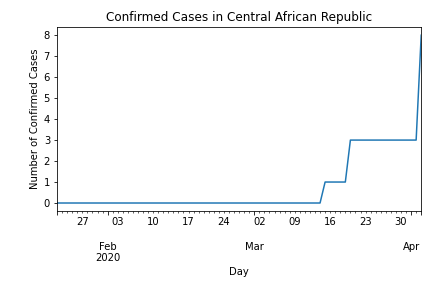 Confirmed Cases in Central African Republic
Number of Confirmed Cases
8
7
6
5
4
3
2
1
0
27 03 10 17 24 02 09 16 23 30
Feb Mar Apr
2020
Day